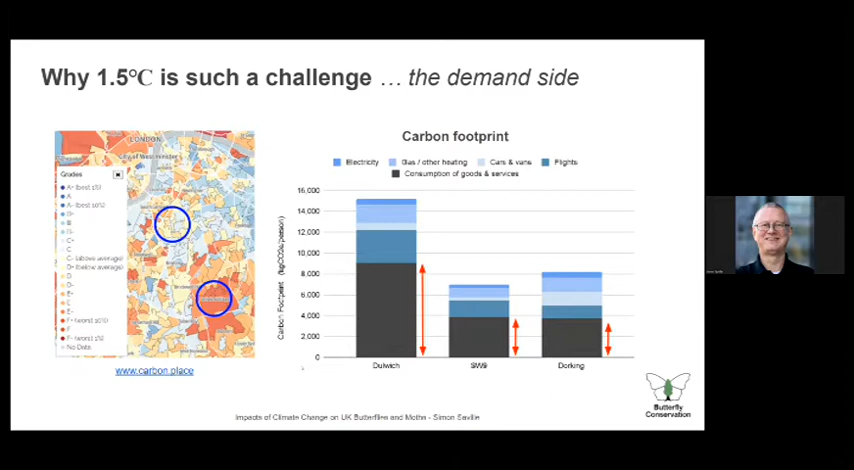 Why 1.5℃ is such a challenge … the demand side
LONDON
City of Westminster
Grades
A+ (best 1%)
A
A- (best 10%)
B+
B
B-
C+
C
C- (above average)
D+ (below average)
D
D-
E+
E
E-
F+ (worst 10%)
F
F- (worst 1%)
No Data
www.carbon.place
Carbon footprint
Electricity
Gas / other heating
Cars & vans
Flights
Consumption of goods & services
Carbon Footprint (kgCO2e/person)
16,000
14,000
12,000
10,000
8,000
6,000
4,000
2,000
0
Dulwich
SW9
Dorking
Impacts of Climate Change on UK Butterflies and Moths - Simon Saville
Butterfly
Conservation